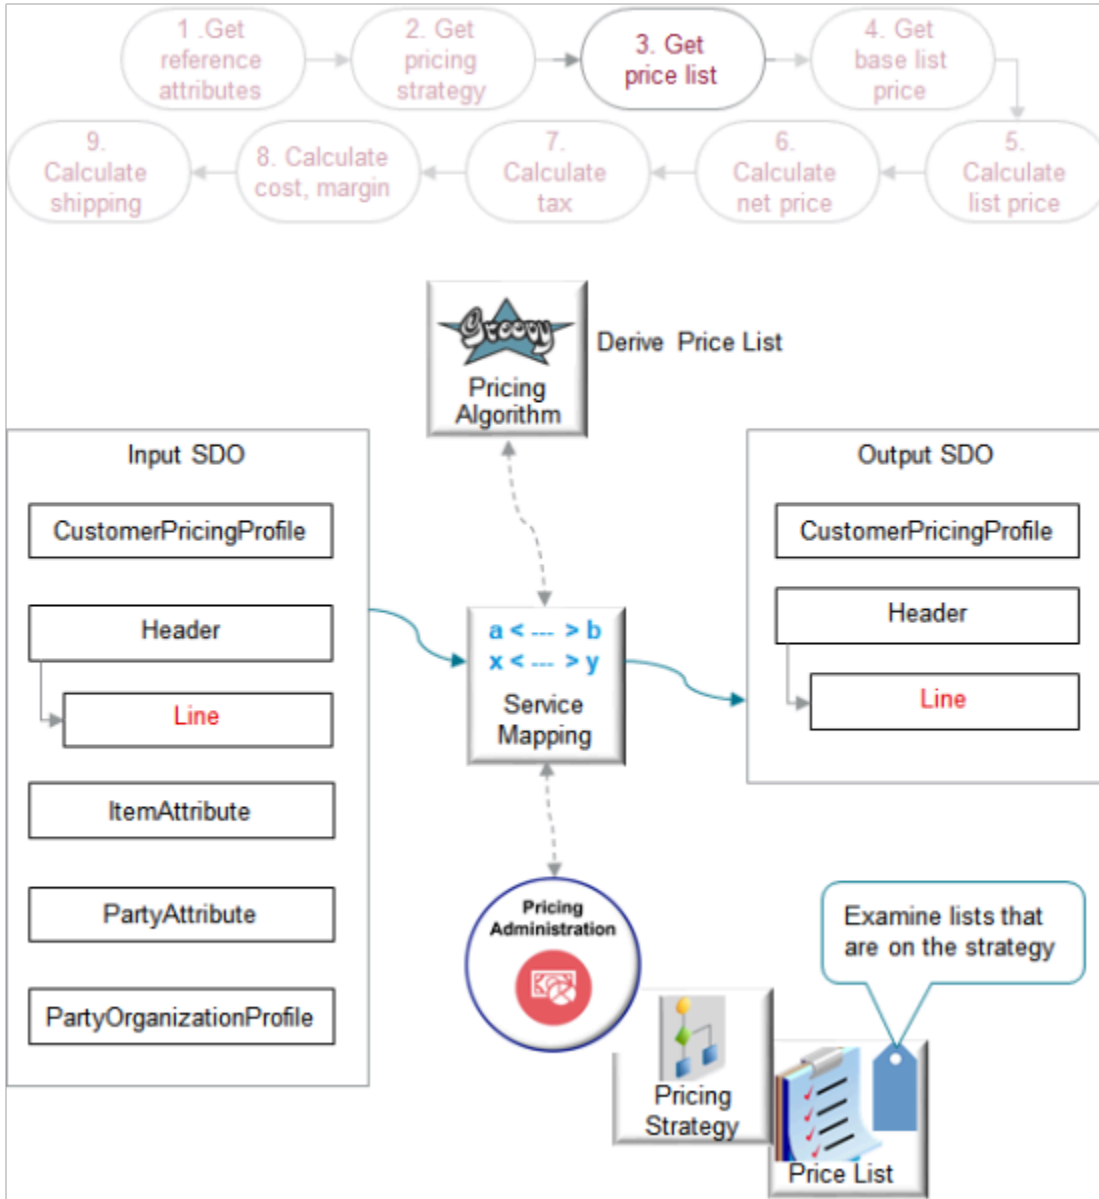 1 .Get
reference
attributes
2. Get
pricing
strategy
3. Get
price list
4. Get
base list
price
9.
Calculate
shipping
8. Calculate
cost, margin
7.
Calculate
tax
6.
Calculate
net price
5.
Calculate
list price
Groovy
Pricing
Algorithm
Derive Price List
Input SDO
CustomerPricingProfile
Header
Line
ItemAttribute
PartyAttribute
PartyOrganizationProfile
a < --- > b
x < --- > y
Service
Mapping
Output SDO
CustomerPricingProfile
Header
Line
Pricing
Administration
Examine lists that
are on the strategy
Pricing
Strategy
Price List